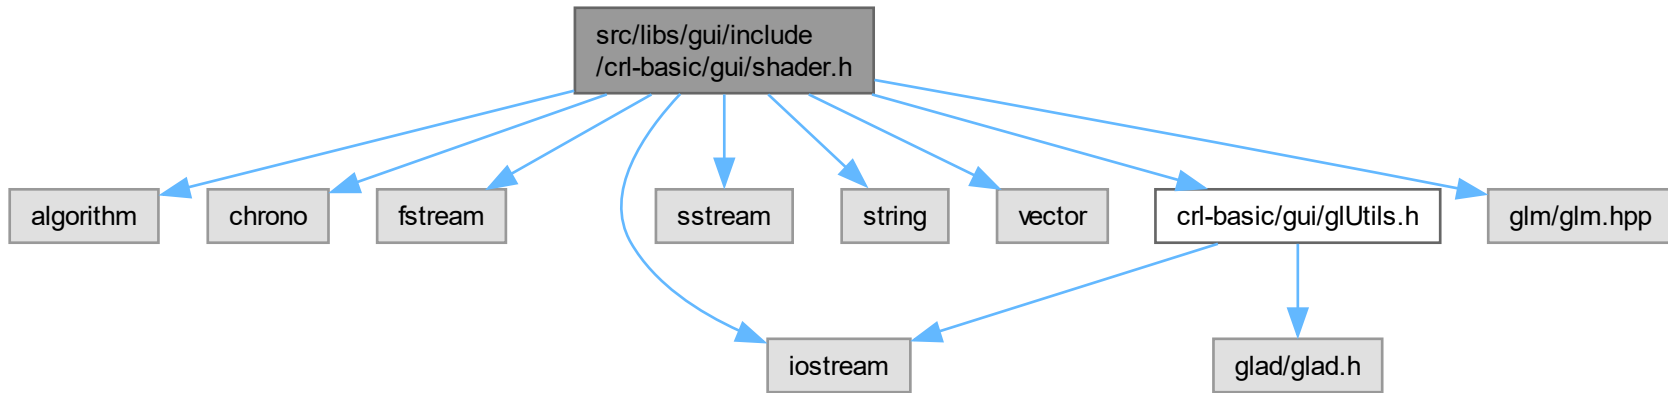 src/libs/gui/include
/crl-basic/gui/shader.h
algorithm
chrono
fstream
sstream
string
vector
crl-basic/gui/glUtils.h
glm/glm.hpp
iostream
glad/glad.h